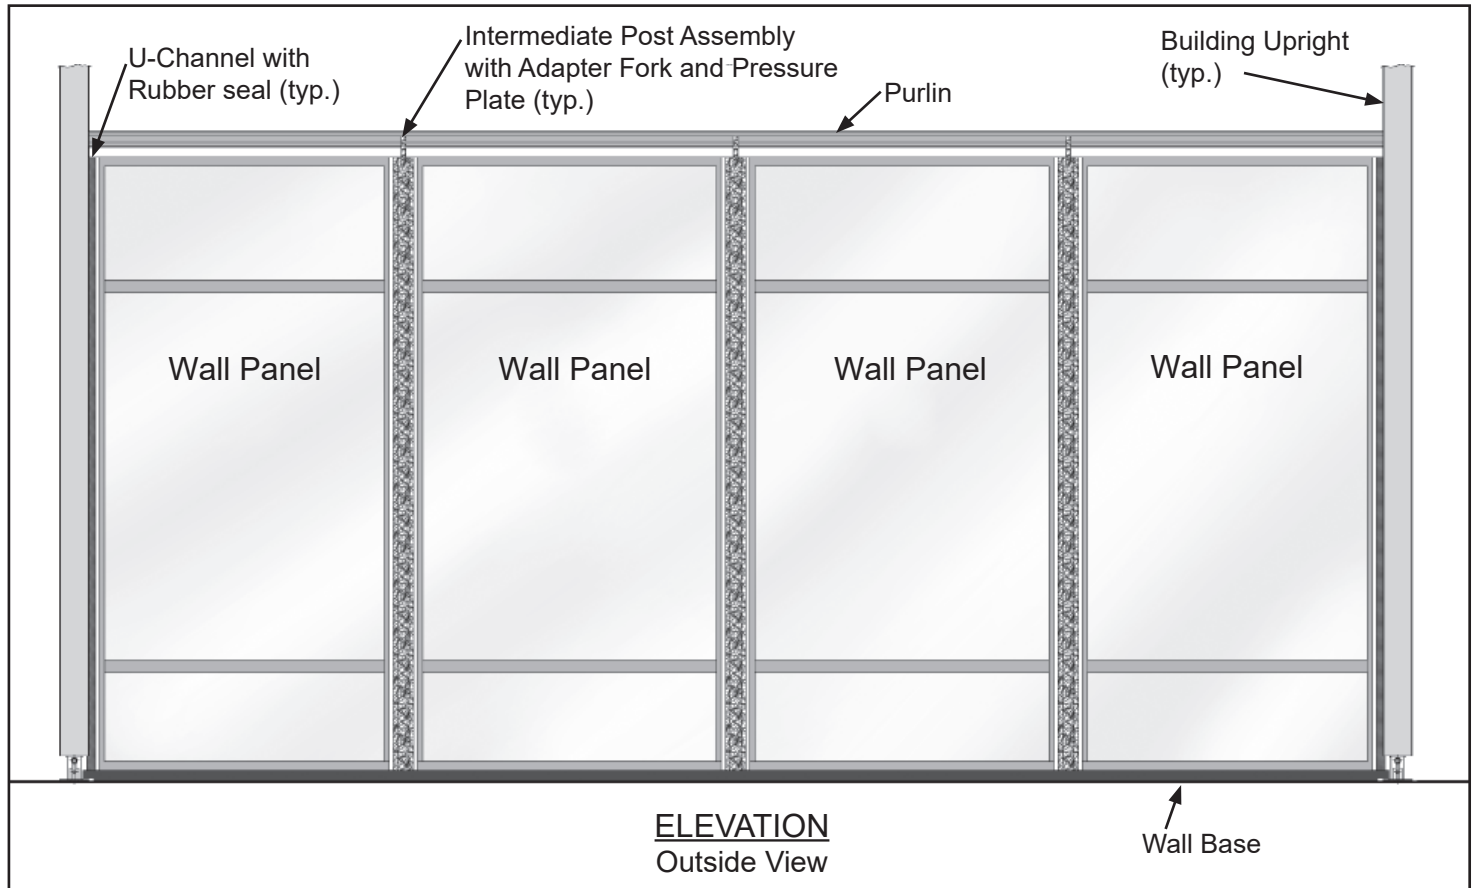 U-Channel with
Rubber seal (typ.)
Intermediate Post Assembly
with Adapter Fork and Pressure
Plate (typ.)
Purlin
Building Upright
(typ.)
Wall Panel
Wall Panel
Wall Panel
Wall Panel
ELEVATION
Outside View
Wall Base